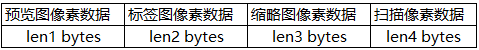 预览图像素数据 标签图像素数据 缩略图像素数据 扫描图像素数据
len1 bytes len2 bytes len3 bytes len4 bytes